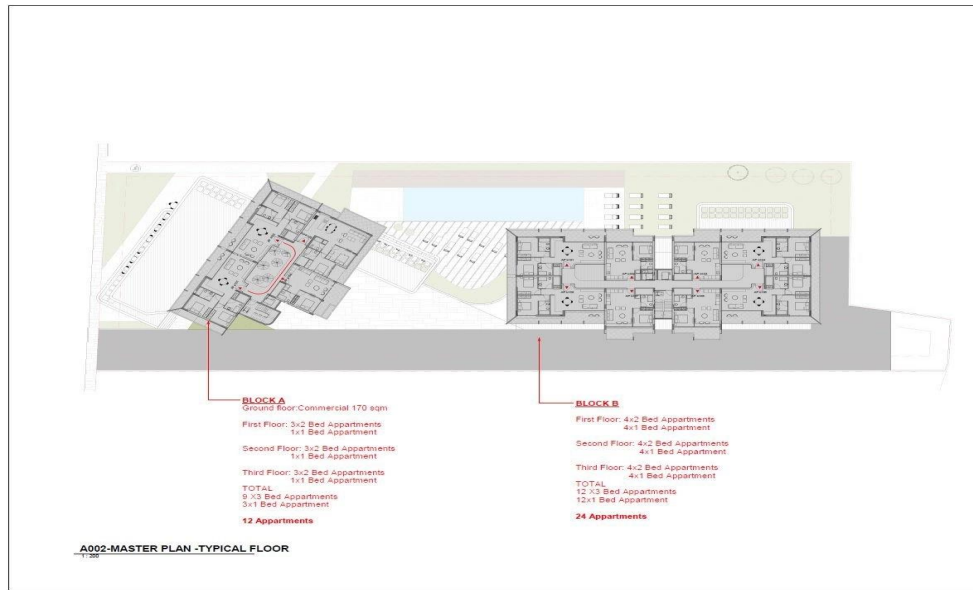 BLOCK A
Ground floor:Commercial 170 sqm
First Floor: 3x2 Bed Appartments
1x1 Bed Appartment
Second Floor: 3x2 Bed Appartments
1x1 Bed Appartment
Third Floor: 3x2 Bed Appartments
1x1 Bed Appartment
TOTAL
9 X3 Bed Appartments
3x1 Bed Appartment
12 Appartments
BLOCK B
First Floor: 4x2 Bed Appartments
4x1 Bed Appartment
Second Floor: 4x2 Bed Appartments
4x1 Bed Appartment
Third Floor: 4x2 Bed Appartments
4x1 Bed Appartment
TOTAL
12 X3 Bed Appartments
12x1 Bed Appartment
24 Appartments
A002-MASTER PLAN -TYPICAL FLOOR
1 : 200